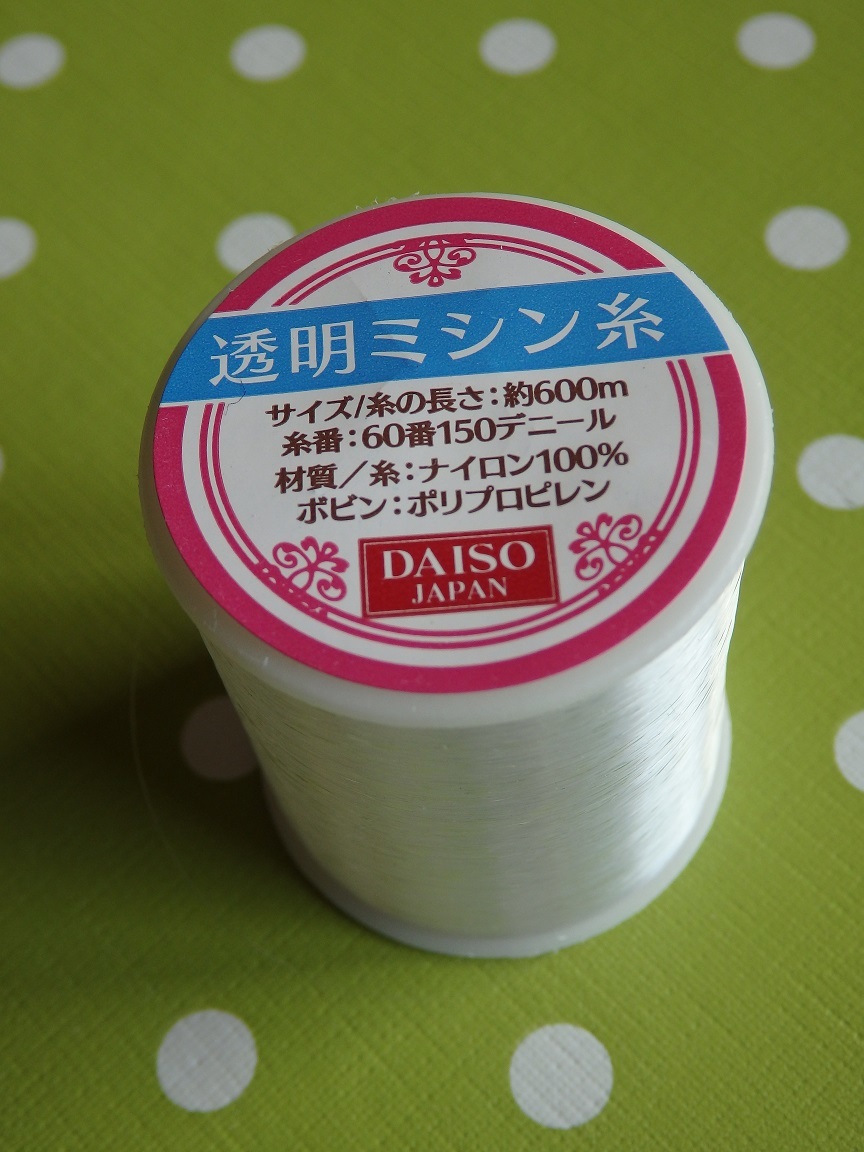 透明ミシン糸
サイズ/糸の長さ:約600m
糸番:60番150デニール
材質/糸:ナイロン100%
ボビン:ポリプロピレン
DAISO
JAPAN